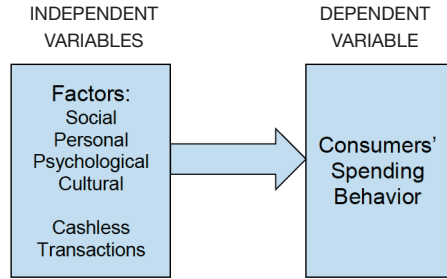 INDEPENDENT
VARIABLES
Factors:
Social
Personal
Psychological
Cultural
Cashless
Transactions
DEPENDENT
VARIABLE
Consumers'
Spending
Behavior